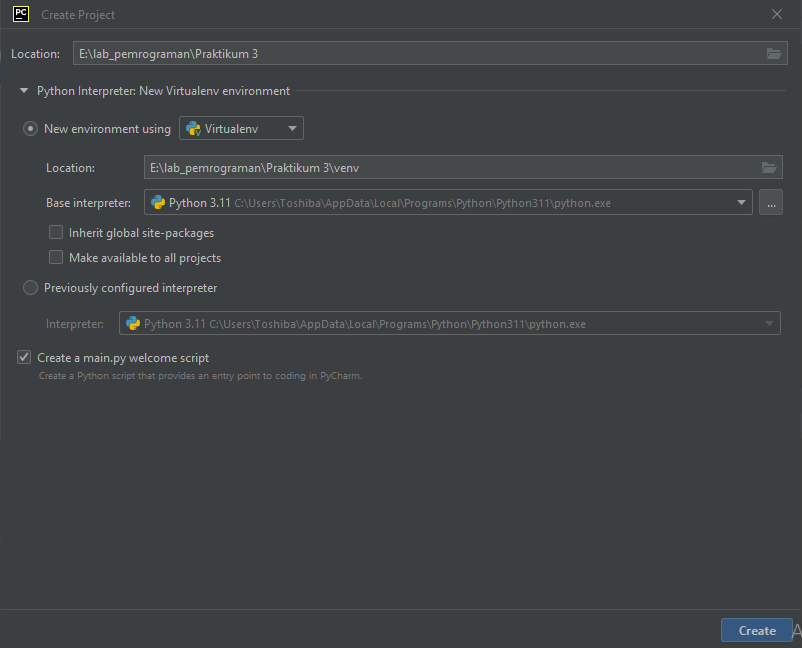 PC Create Project
Location: E:\lab_pemrograman\Praktikum 3
Python Interpreter: New Virtualenv environment
New environment using Virtualenv
Location: E:\lab_pemrograman\Praktikum 3\venv
Base interpreter: Python 3.11 C:\Users\Toshiba\AppData\Local\Programs\Python\Python311\python.exe ...
Inherit global site-packages
Make available to all projects
Previously configured interpreter
Interpreter: Python 3.11 C:\Users\Toshiba\AppData\Local\Programs\Python\Python311\python.exe
Create a main.py welcome script
Create a Python script that provides an entry point to coding in PyCharm.
Create A